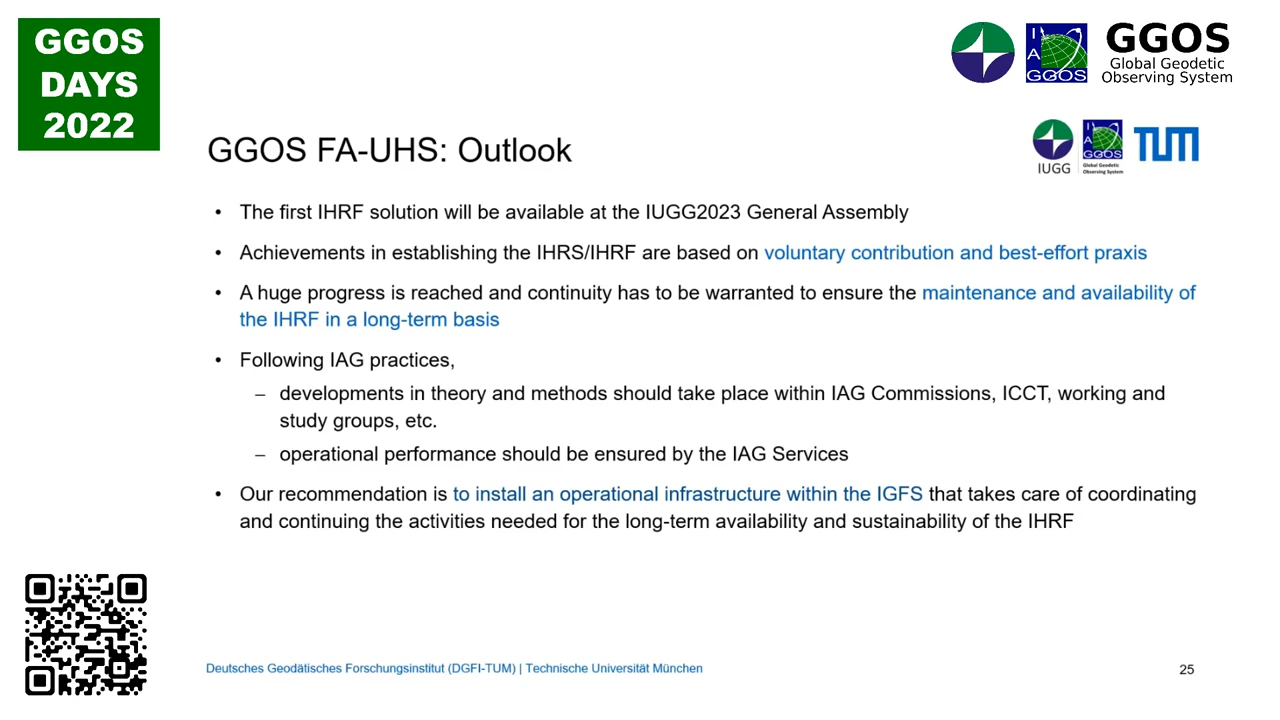 GGOS
DAYS
2022
GGOS
Global Geodetic
Observing System
I
A
GGOS
GGOS FA-UHS: Outlook
IUGG
I
A
GGOS
Global Geodetic
Observing System
TUM
• The first IHRF solution will be available at the IUGG2023 General Assembly
• Achievements in establishing the IHRS/IHRF are based on voluntary contribution and best-effort praxis
• A huge progress is reached and continuity has to be warranted to ensure the maintenance and availability of
the IHRF in a long-term basis
• Following IAG practices,
– developments in theory and methods should take place within IAG Commissions, ICCT, working and
study groups, etc.
– operational performance should be ensured by the IAG Services
• Our recommendation is to install an operational infrastructure within the IGFS that takes care of coordinating
and continuing the activities needed for the long-term availability and sustainability of the IHRF
Deutsches Geodätisches Forschungsinstitut (DGFI-TUM) | Technische Universität München
25